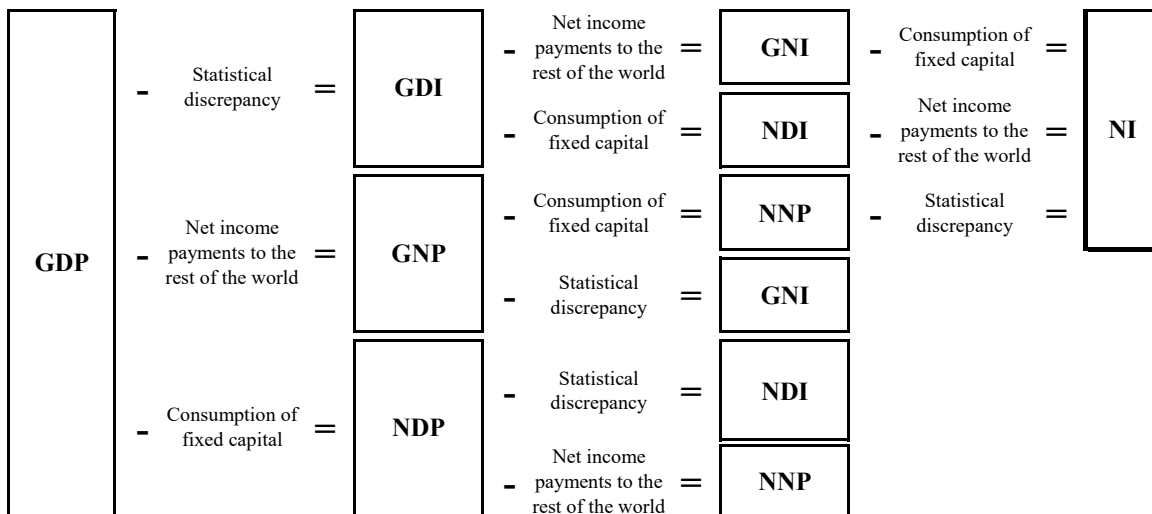 Net income
payments to the
rest of the world
- = GNI - Consumption of
fixed capital =
- Statistical
discrepancy = GDI
- Consumption of
fixed capital = NDI - Net income
payments to the
rest of the world = NI
- Consumption of
fixed capital = NNP - Statistical
discrepancy =
GDP - Net income
payments to the
rest of the world = GNP
- Statistical
discrepancy = GNI
- Statistical
discrepancy = NDI
- Consumption of
fixed capital = NDP
- Net income
payments to the
rest of the world = NNP